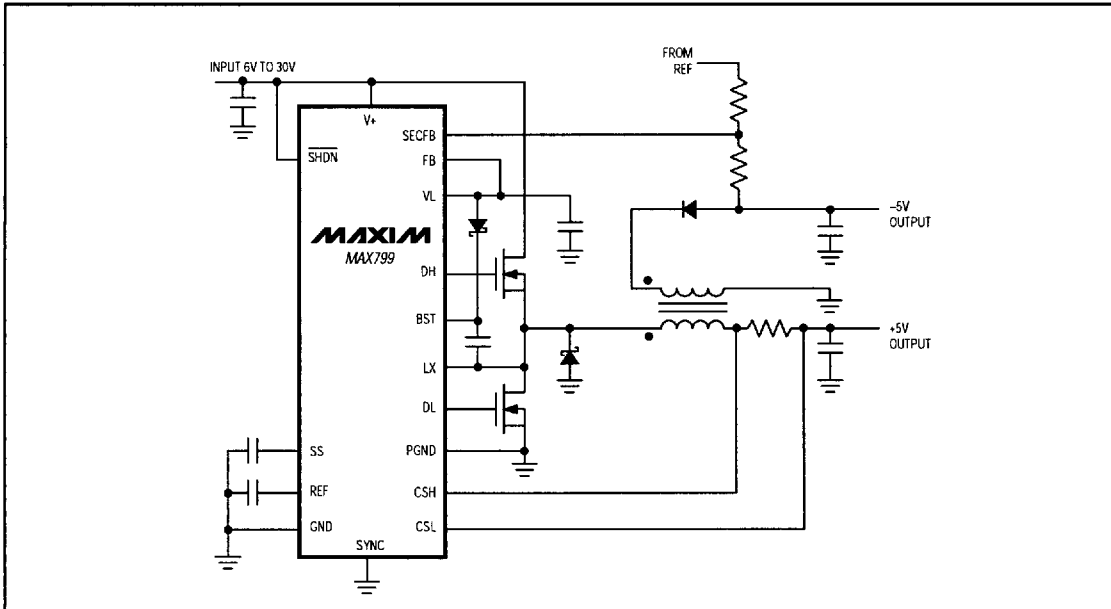 INPUT 6V TO 30V
FROM
REF
V+
SECFB
SHDN
FB
VL
MAXIM
MAX799
DH
BST
LX
DL
SS
PGND
REF
CSH
GND
CSL
SYNC
–5V
OUTPUT
+5V
OUTPUT